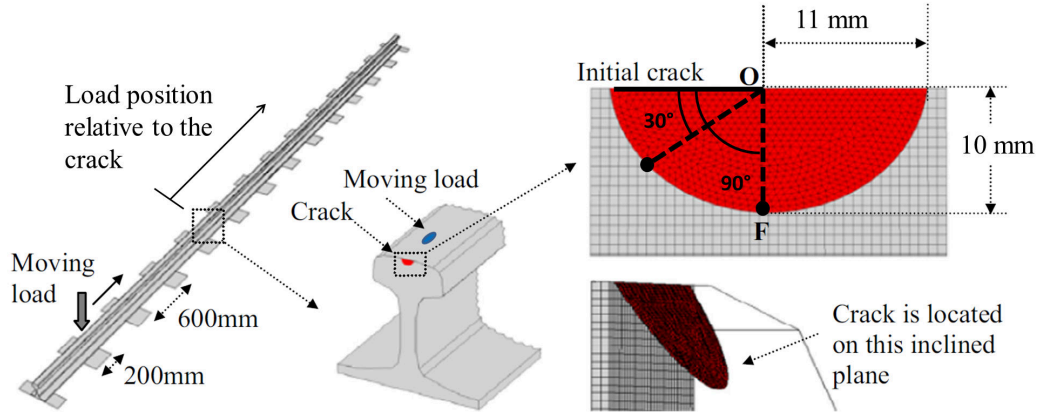 Load position
relative to the
crack
Moving
load
600mm
200mm
Moving load
Crack
11 mm
Initial crack
O
30°
90°
F
10 mm
Crack is located
on this inclined
plane